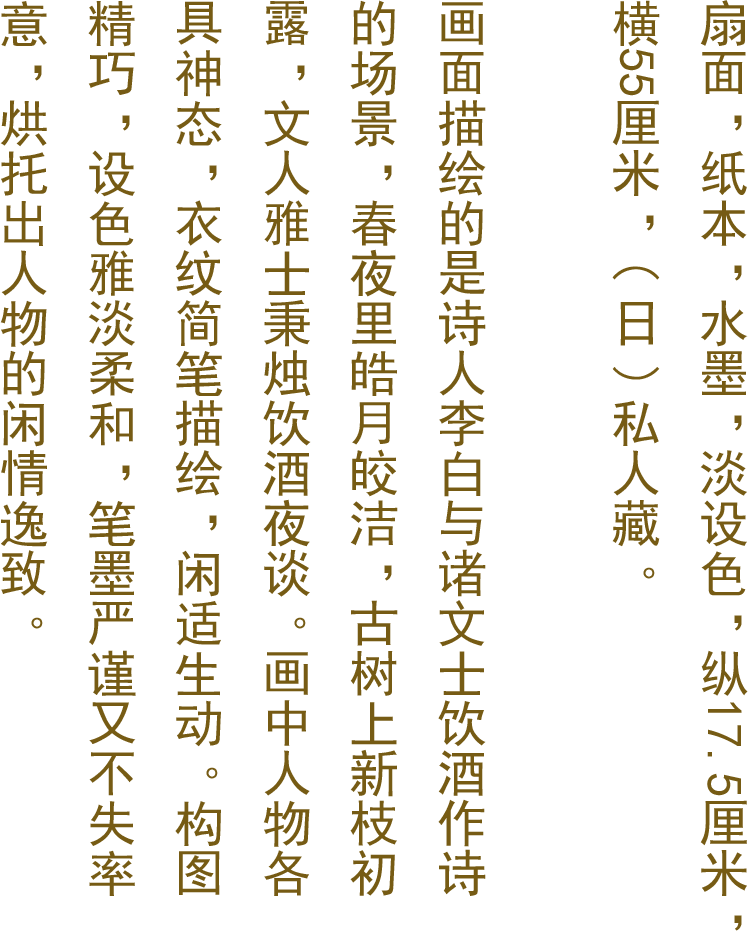 扇面，纸本，水墨，淡设色，纵17.5厘米，
横55厘米，（日）私人藏。
画面描绘的是诗人李白与诸文士饮酒作诗
的场景，春夜里皓月皎洁，古树上新枝初
露，文人雅士秉烛饮酒夜谈。画中人物各
具神态，衣纹简笔描绘，闲适生动。构图
精巧，设色雅淡柔和，笔墨严谨又不失率
意，烘托出人物的闲情逸致。